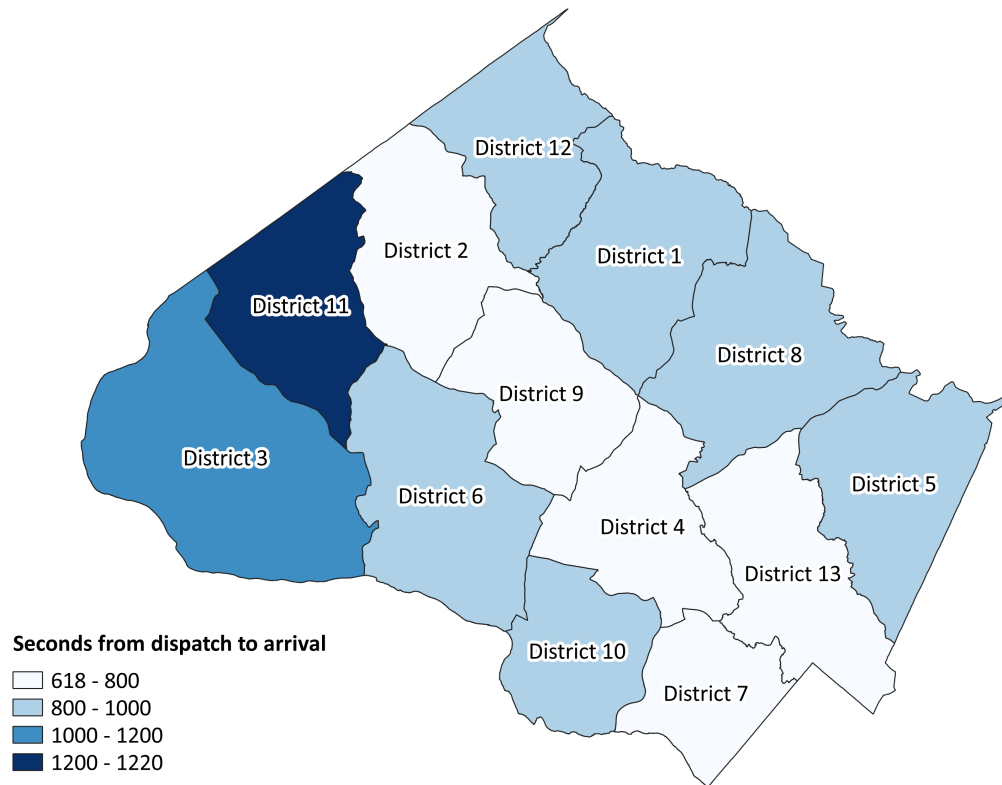 District 12
District 2
District 1
District 11
District 8
District 9
District 3
District 5
District 6
District 4
District 13
District 10
District 7
Seconds from dispatch to arrival
618 - 800
800 - 1000
1000 - 1200
1200 - 1220